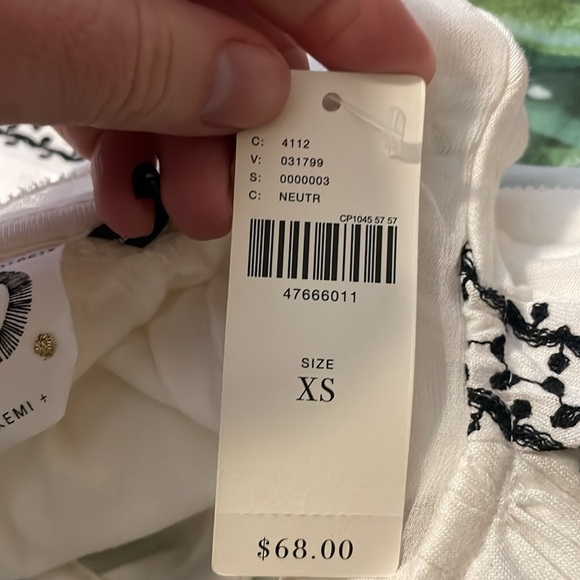 C: 4112
V: 031799
S: 0000003
C: NEUTR
CP1045 57 57
47666011
SIZE
XS
$68.00
KEMI +